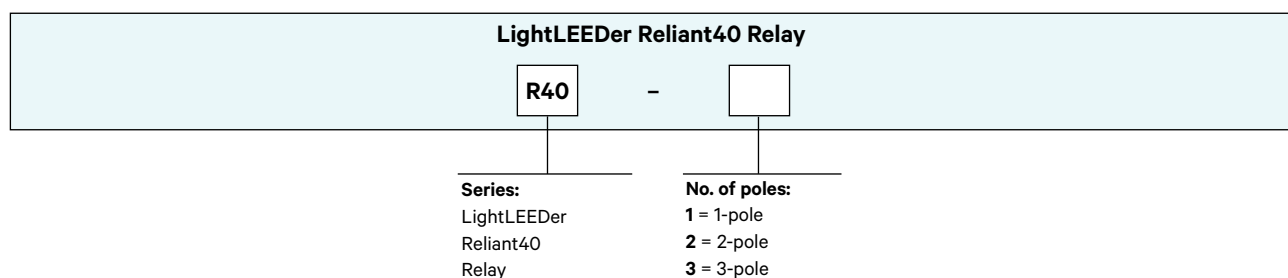 LightLEEDer Reliant40 Relay
R40 –
Series:
LightLEEDer
Reliant40
Relay
No. of poles:
1 = 1-pole
2 = 2-pole
3 = 3-pole